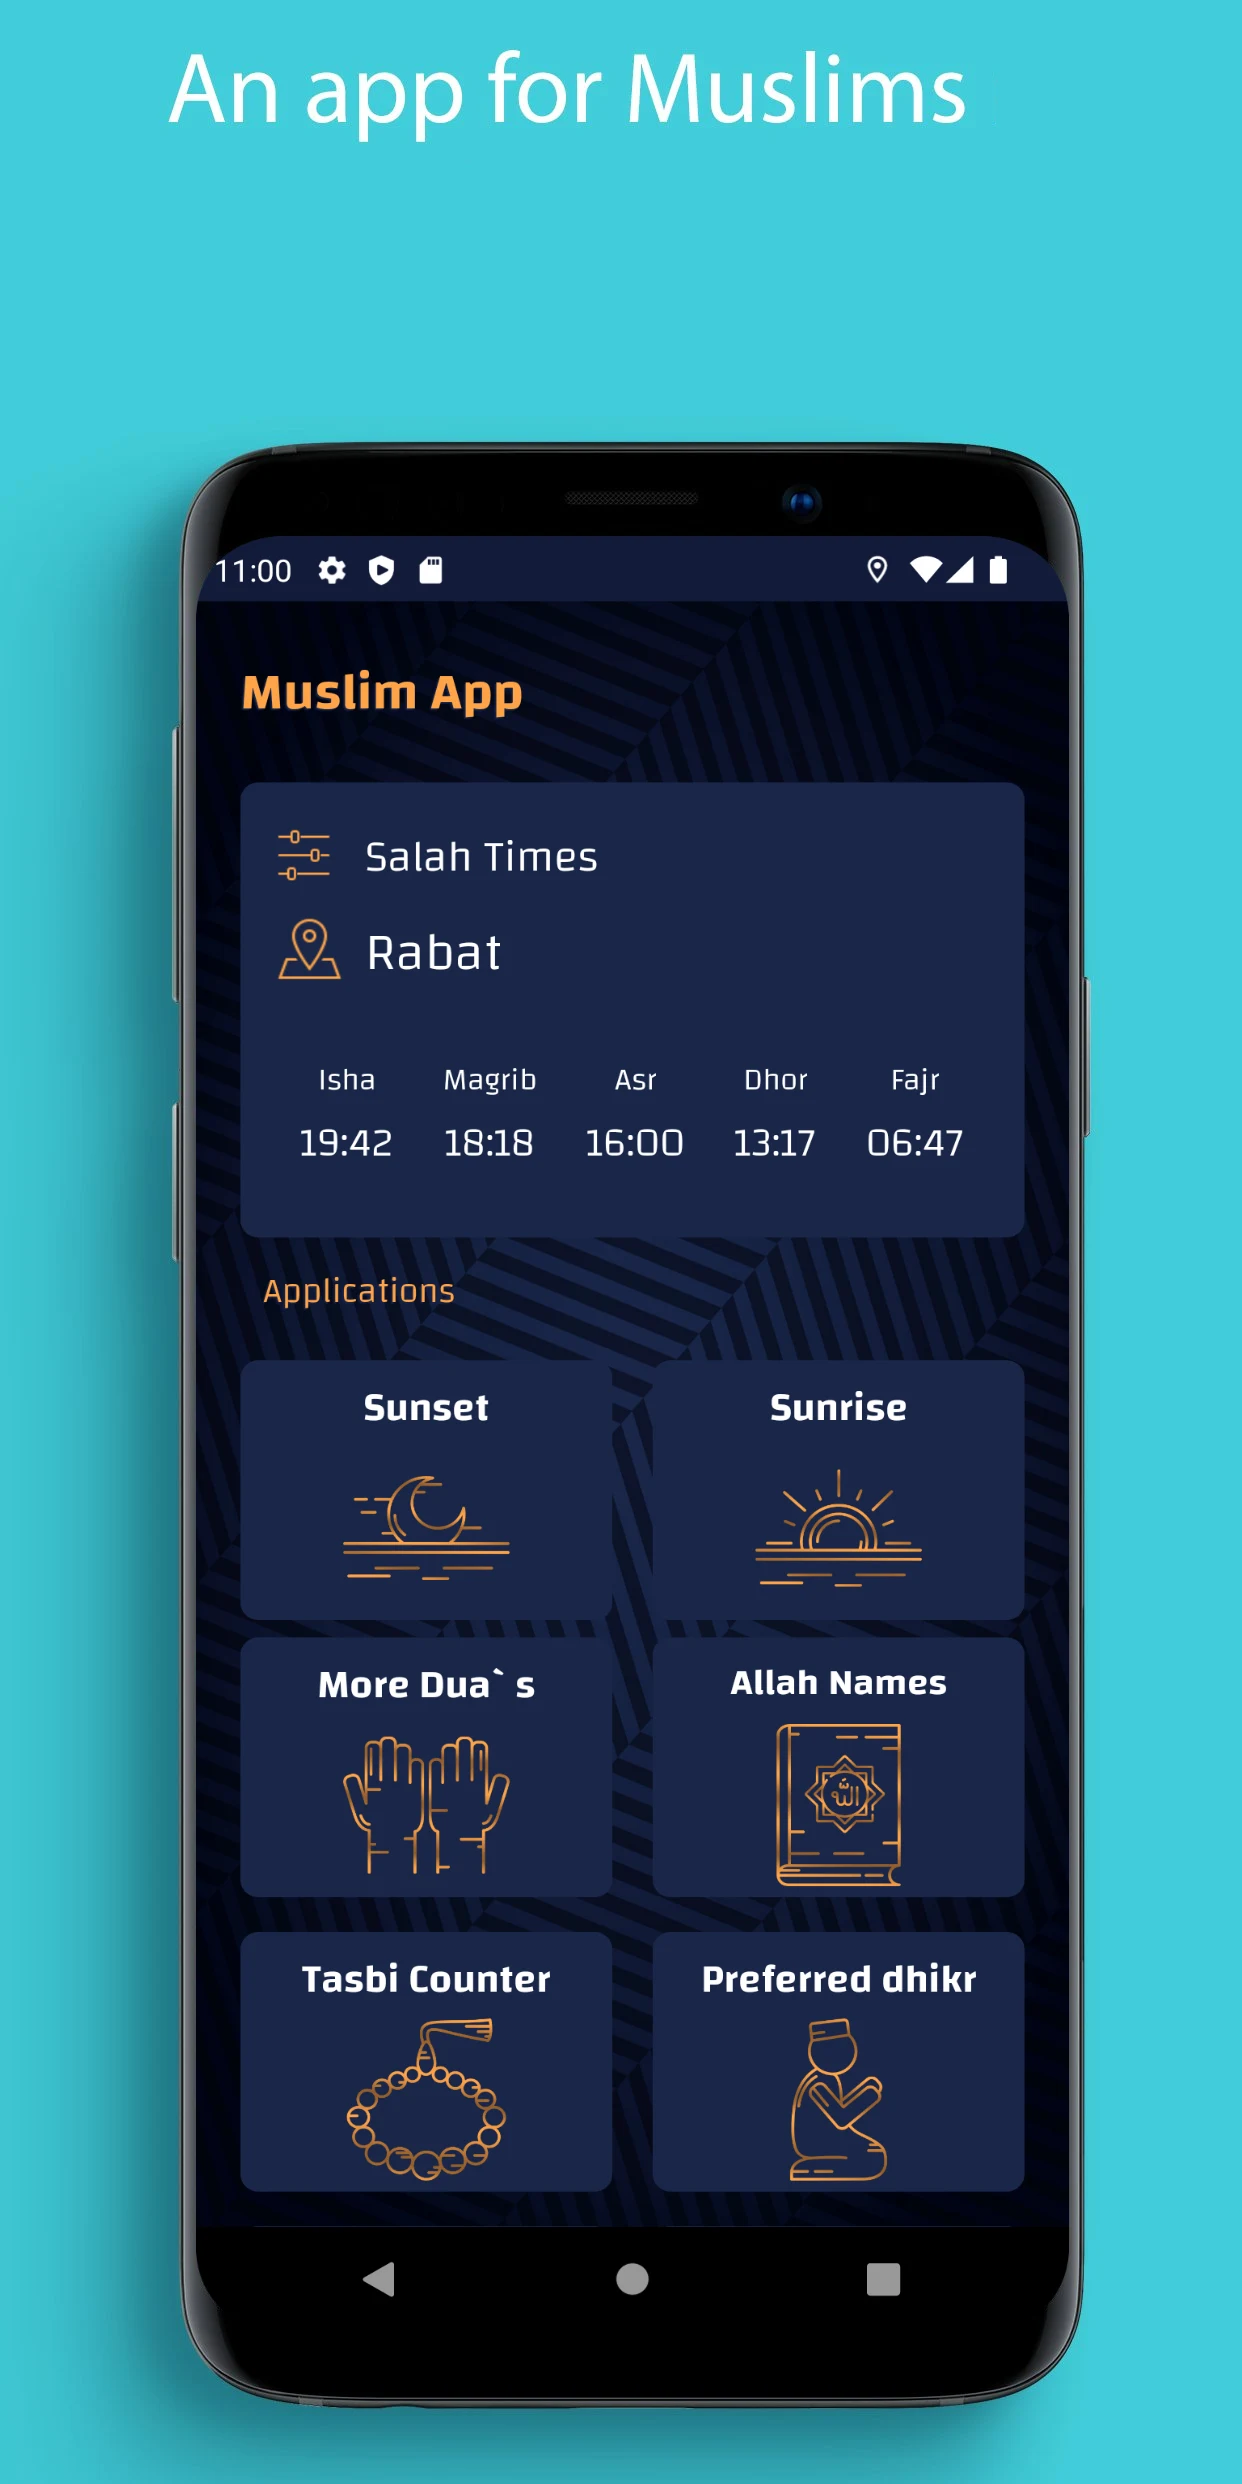 An app for Muslims
11:00
Muslim App
Salah Times
Rabat
Isha Magrib Asr Dhor Fajr
19:42 18:18 16:00 13:17 06:47
Applications
Sunset Sunrise
More Dua` s Allah Names
الله
Tasbi Counter Preferred dhikr